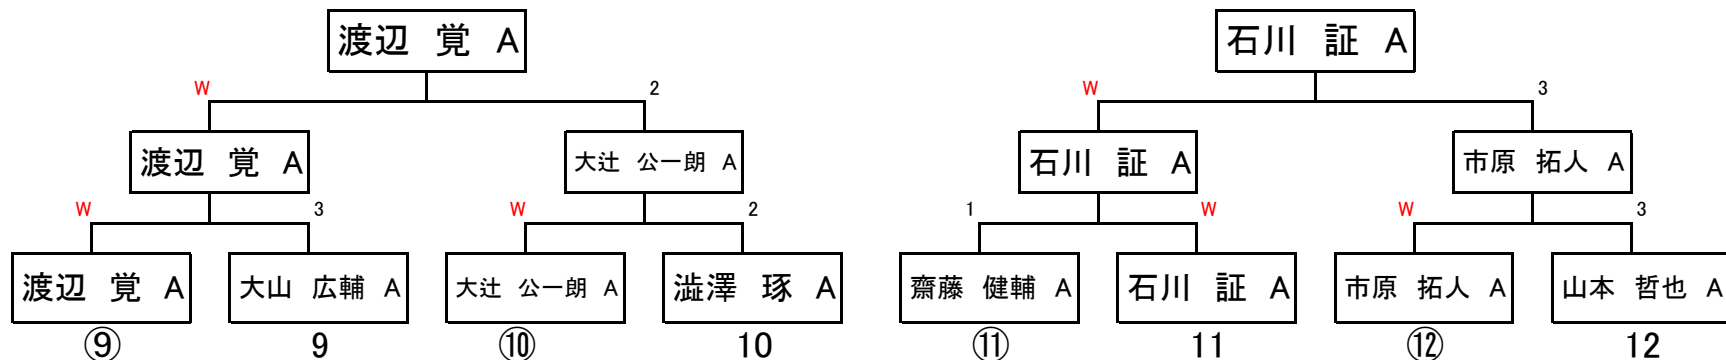 渡辺 覚 A 石川 証 A
W 2 W 3
渡辺 覚 A 大辻 公一朗 A 石川 証 A 市原 拓人 A
W 3 W 2 1 W W 3
渡辺 覚 A 大山 広輔 A 大辻 公一朗 A 澁澤 琢 A 齋藤 健輔 A 石川 証 A 市原 拓人 A 山本 哲也 A
⑨ 9 ⑩ 10 ⑪ 11 ⑫ 12